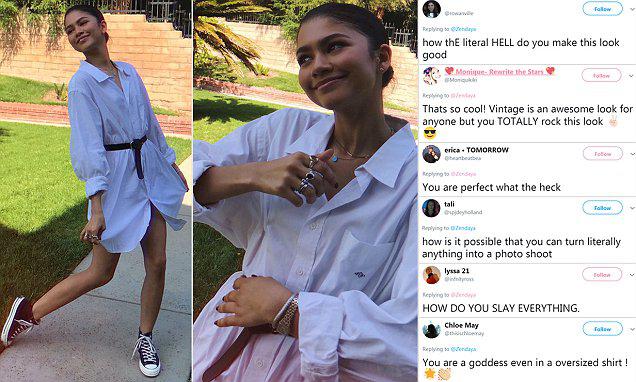 @rowanville
Follow
Replying to @Zendaya
how thE literal HELL do you make this look
good
Monique- Rewrite the Stars
@Moniqukiki
Follow
Replying to @Zendaya
Thats so cool! Vintage is an awesome look for
anyone but you TOTALLY rock this look
erica • TOMORROW
@heartbeatbea
Follow
Replying to @Zendaya
You are perfect what the heck
tali
@spjdeyholland
Follow
Replying to @Zendaya
how is it possible that you can turn literally
anything into a photo shoot
lyssa 21
@infnityross
Follow
Replying to @Zendaya
HOW DO YOU SLAY EVERYTHING.
Chloe May
@thisischloemay
Follow
Replying to @Zendaya
You are a goddess even in a oversized shirt !